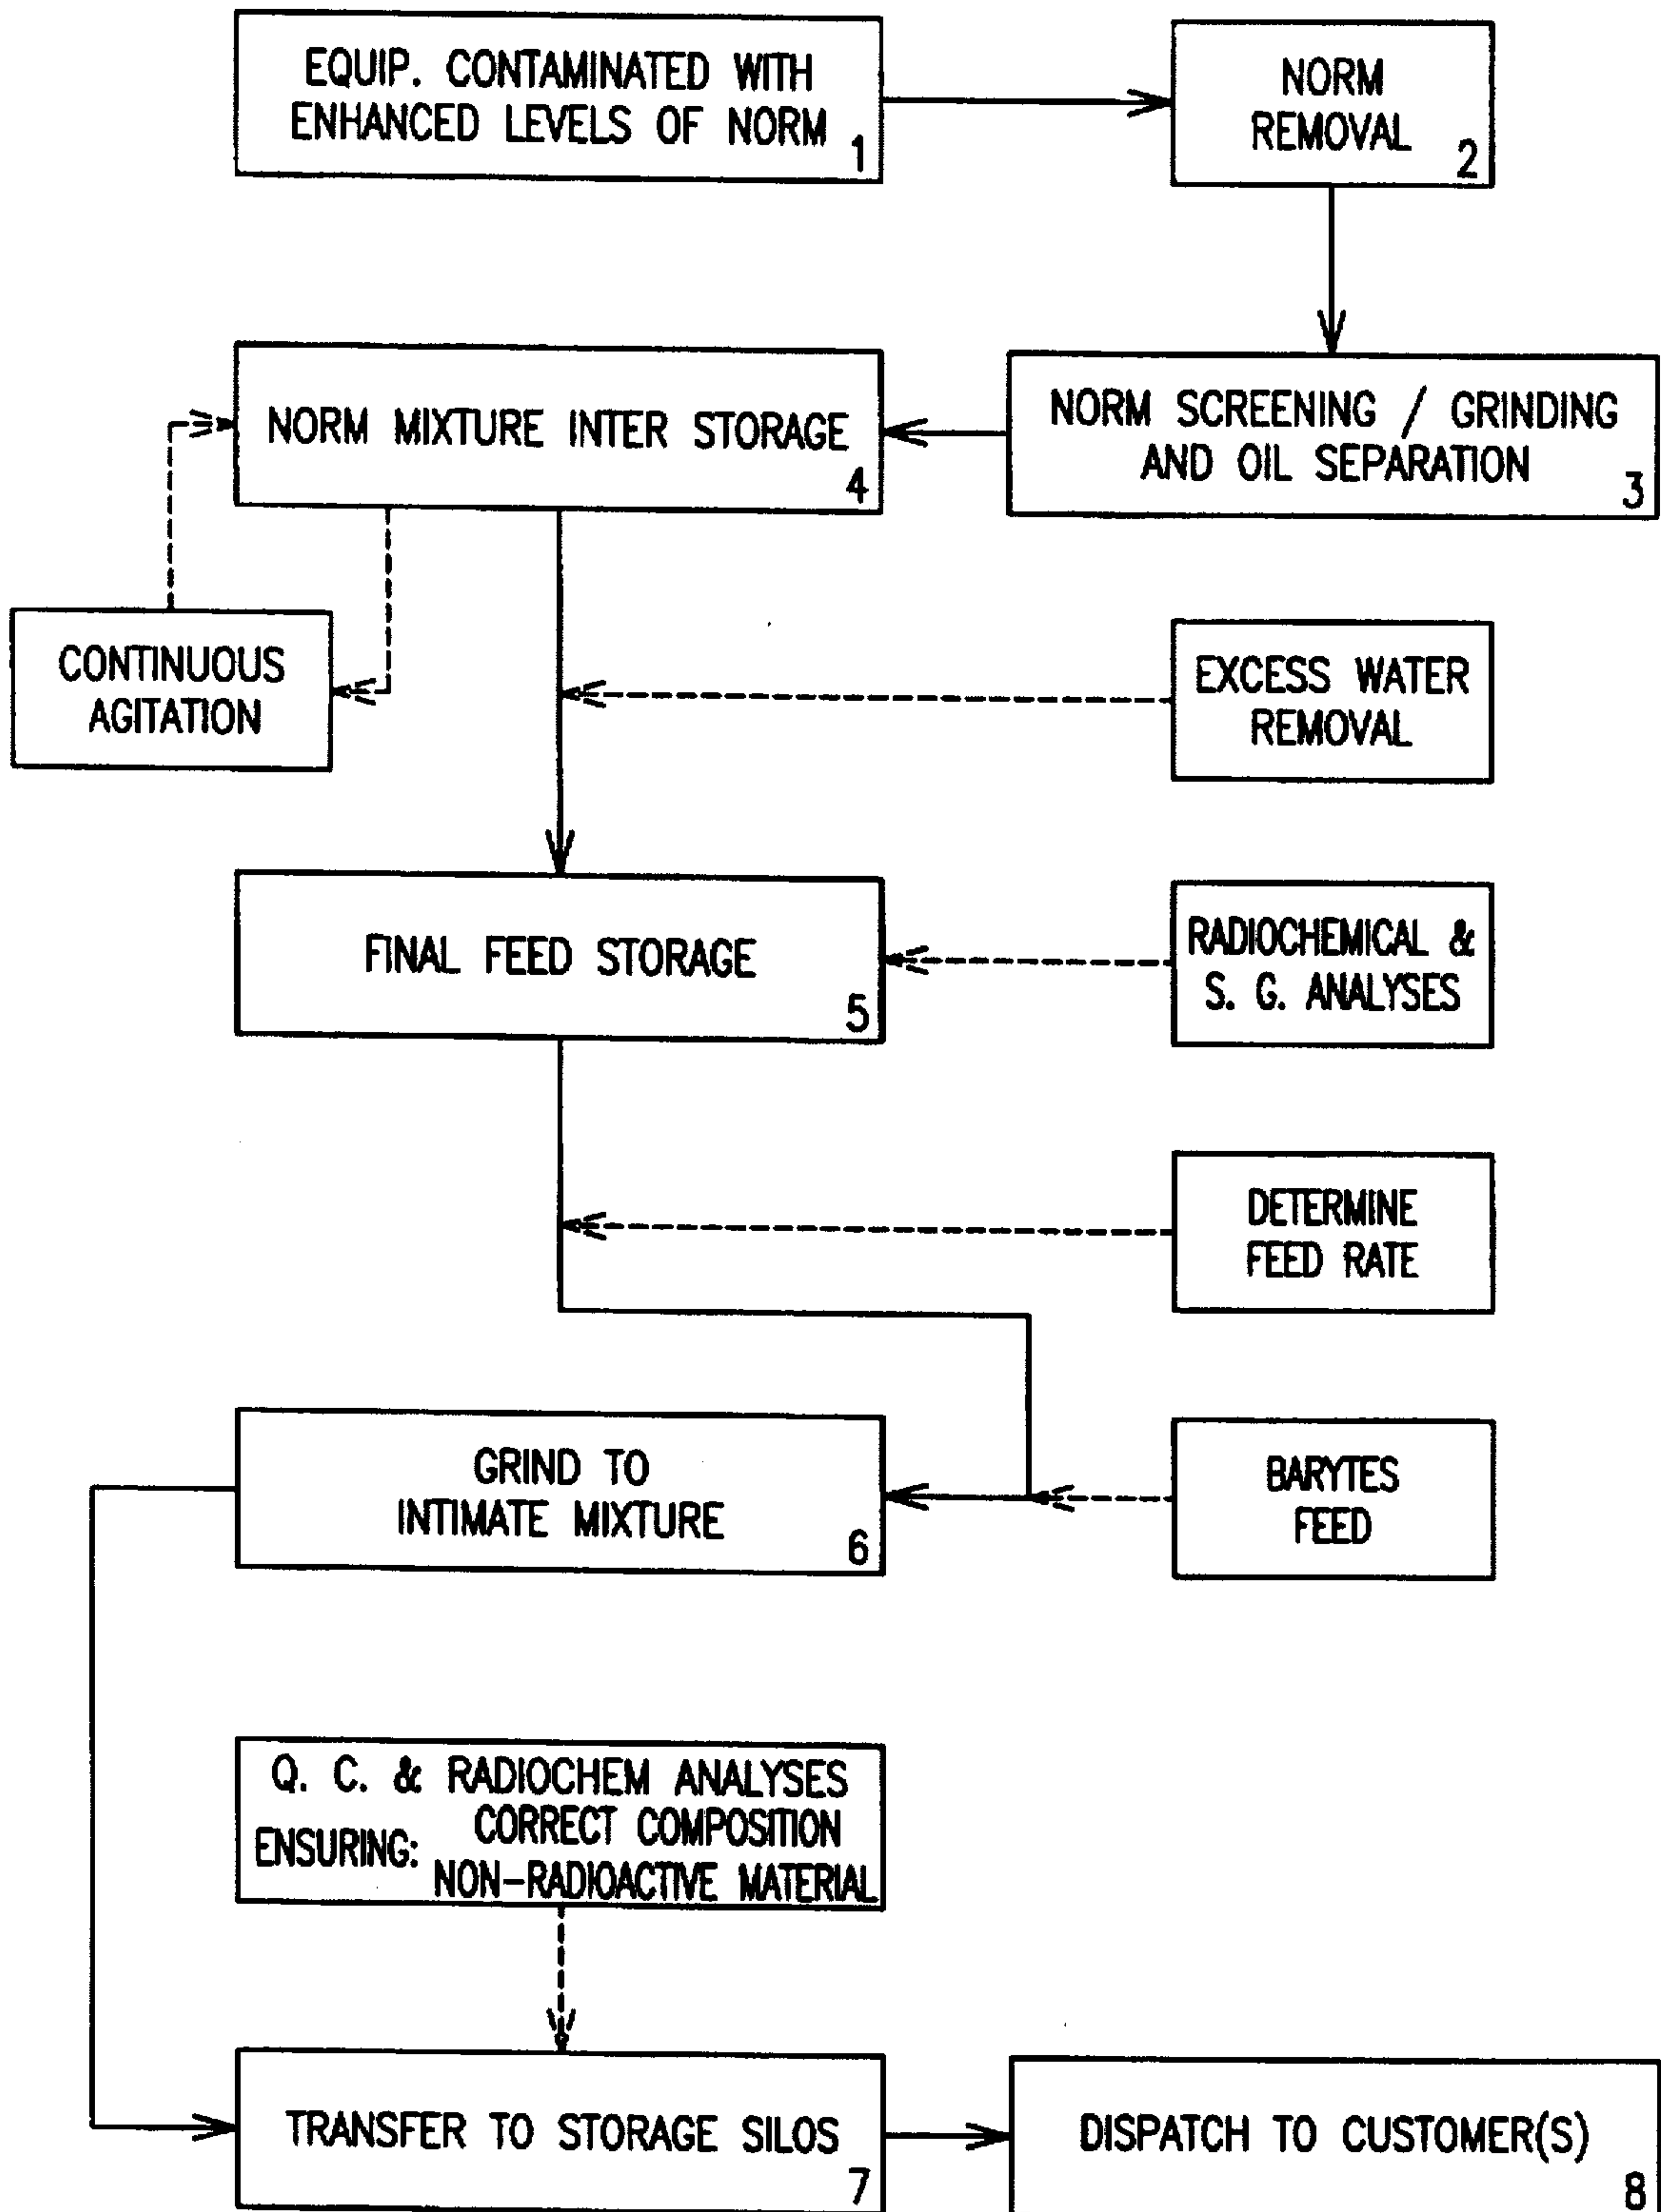 EQUIP. CONTAMINATED WITH
ENHANCED LEVELS OF NORM
1
NORM
REMOVAL
2
NORM SCREENING / GRINDING
AND OIL SEPARATION
3
NORM MIXTURE INTER STORAGE
4
CONTINUOUS
AGITATION
EXCESS WATER
REMOVAL
FINAL FEED STORAGE
5
RADIOCHEMICAL &
S. G. ANALYSES
DETERMINE
FEED RATE
GRIND TO
INTIMATE MIXTURE
6
BARYTES
FEED
Q. C. & RADIOCHEM ANALYSES
ENSURING: CORRECT COMPOSITION
NON-RADIOACTIVE MATERIAL
TRANSFER TO STORAGE SILOS
7
DISPATCH TO CUSTOMER(S)
8